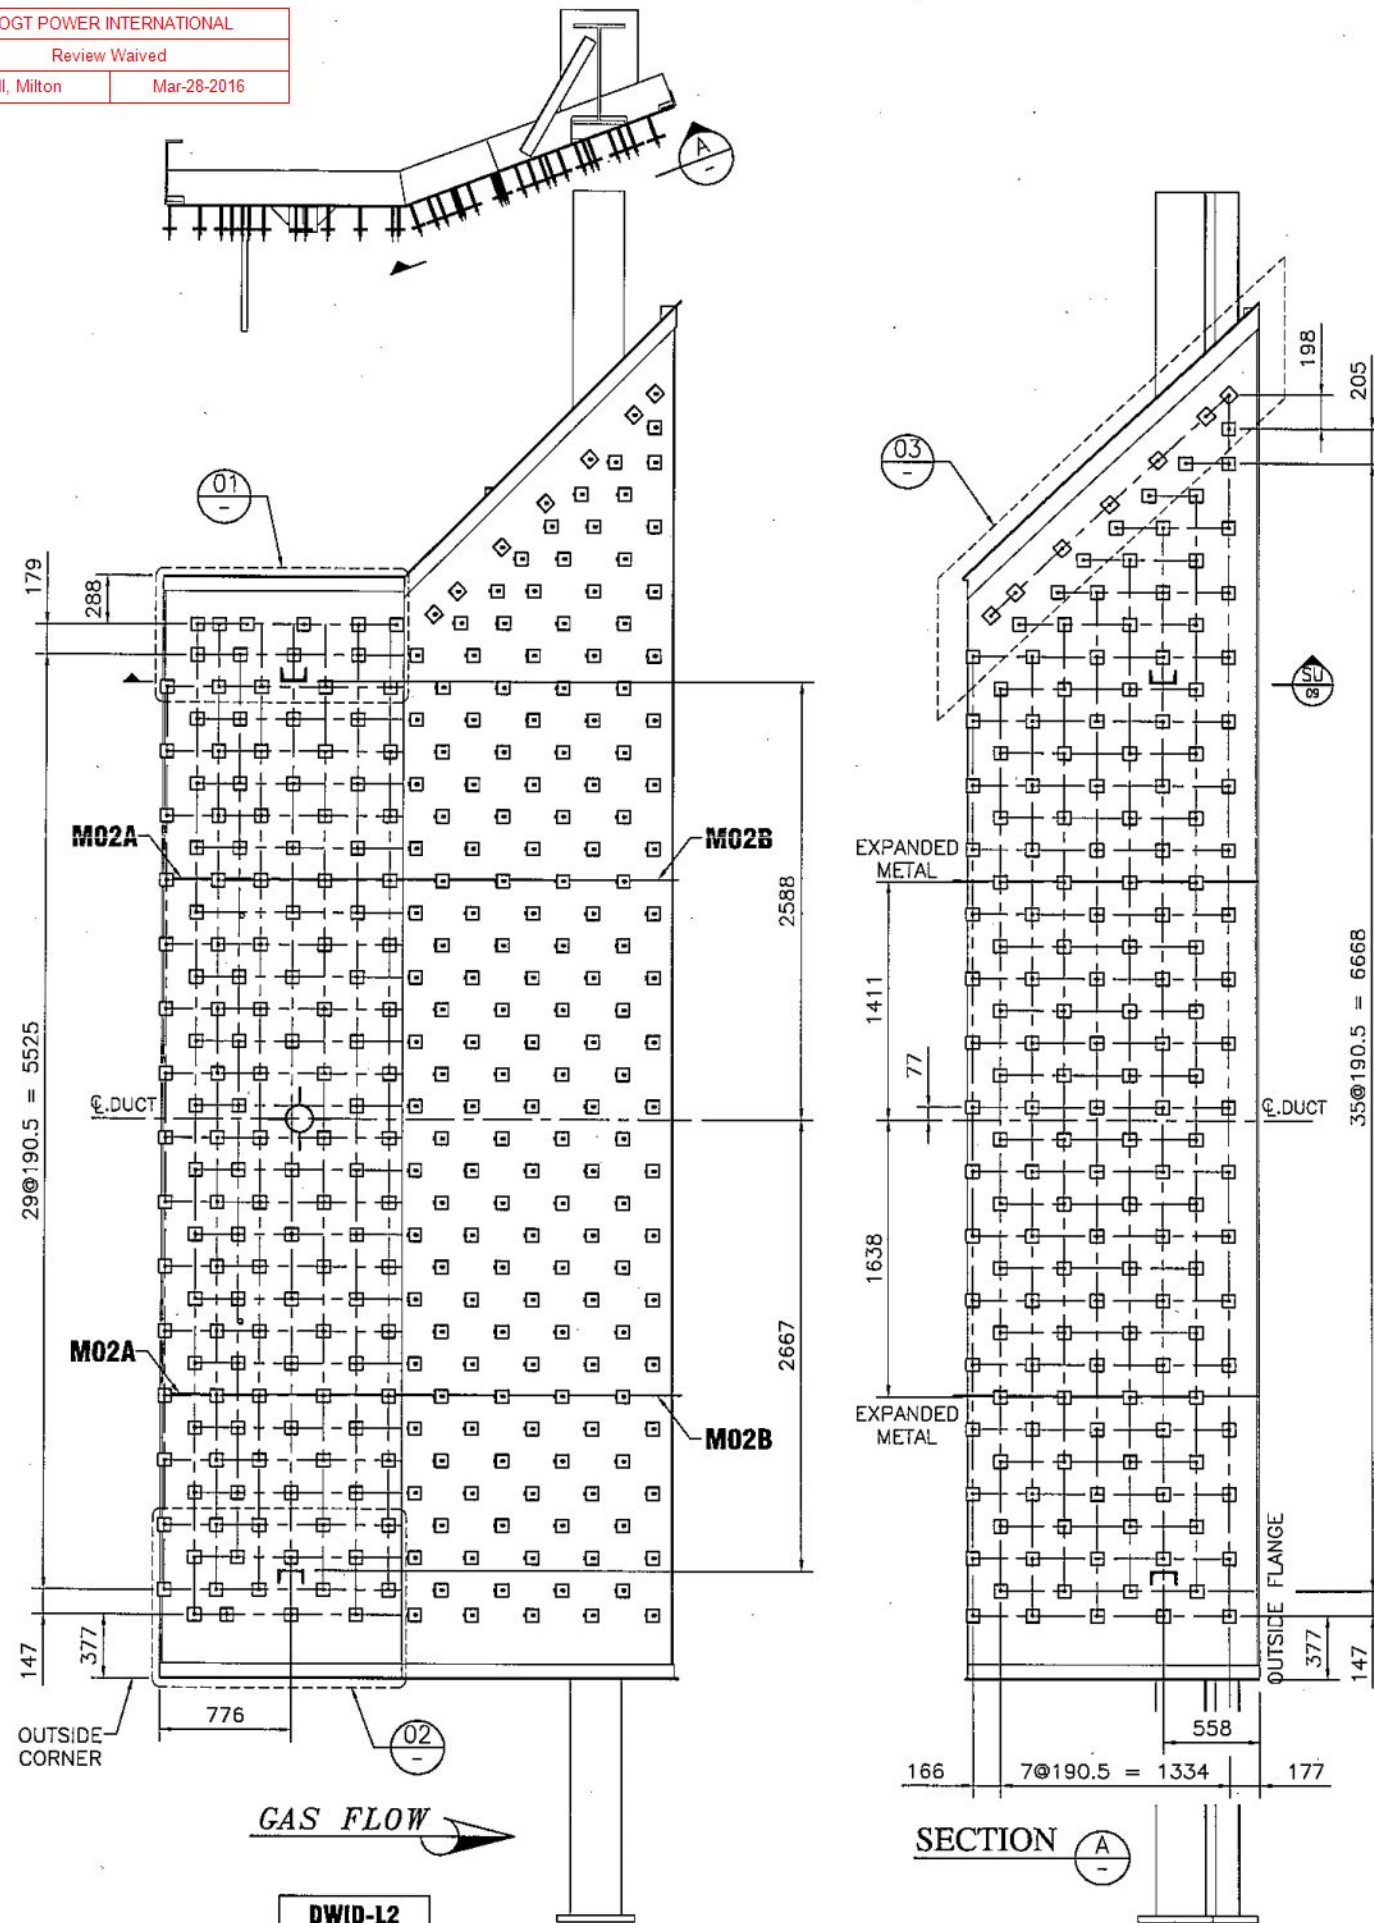 OGT POWER INTERNATIONAL
Review Waived
ll, Milton
Mar-28-2016
A
-
01
-
179
288
M02A
M02B
2588
29@190.5 = 5525
℄.DUCT
2667
M02A
M02B
147
377
OUTSIDE
CORNER
776
02
-
GAS FLOW
DWID-L2
198
205
03
-
SU
09
EXPANDED
METAL
1411
35@190.5 = 6668
77
℄.DUCT
1638
EXPANDED
METAL
OUTSIDE FLANGE
377
147
558
166
7@190.5 = 1334
177
SECTION
A
-